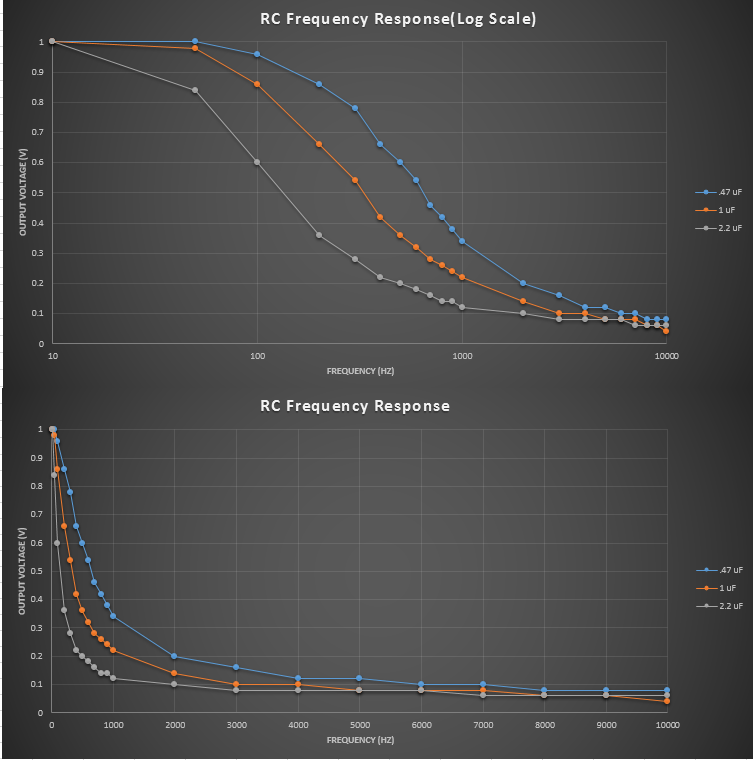 RC Frequency Response(Log Scale)
1
0.9
0.8
0.7
0.6
0.5
0.4
0.3
0.2
0.1
0
OUTPUT VOLTAGE (V)
10 100 1000 10000
FREQUENCY (HZ)
.47 uF
1 uF
2.2 uF
RC Frequency Response
1
0.9
0.8
0.7
0.6
0.5
0.4
0.3
0.2
0.1
0
OUTPUT VOLTAGE (V)
0 1000 2000 3000 4000 5000 6000 7000 8000 9000 10000
FREQUENCY (HZ)
.47 uF
1 uF
2.2 uF